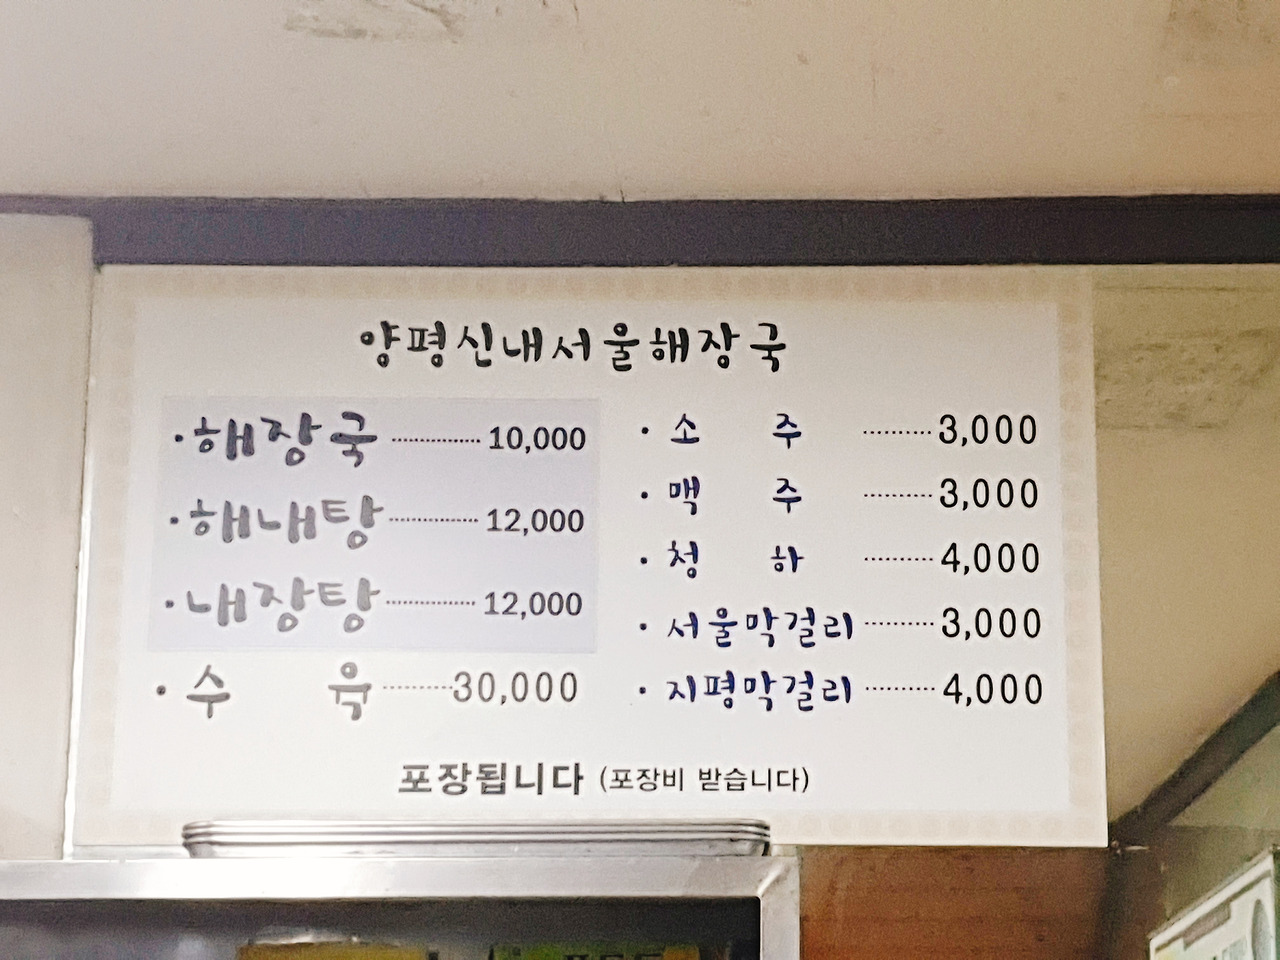 양평신내서울해장국
·해장국 ············ 10,000
·해내탕 ············ 12,000
·내장탕 ············ 12,000
·수 육 ········· 30,000
·소 주 ········· 3,000
·맥 주 ········· 3,000
·청 하 ········· 4,000
·서울막걸리 ········· 3,000
·지평막걸리 ········· 4,000
포장됩니다 (포장비 받습니다)